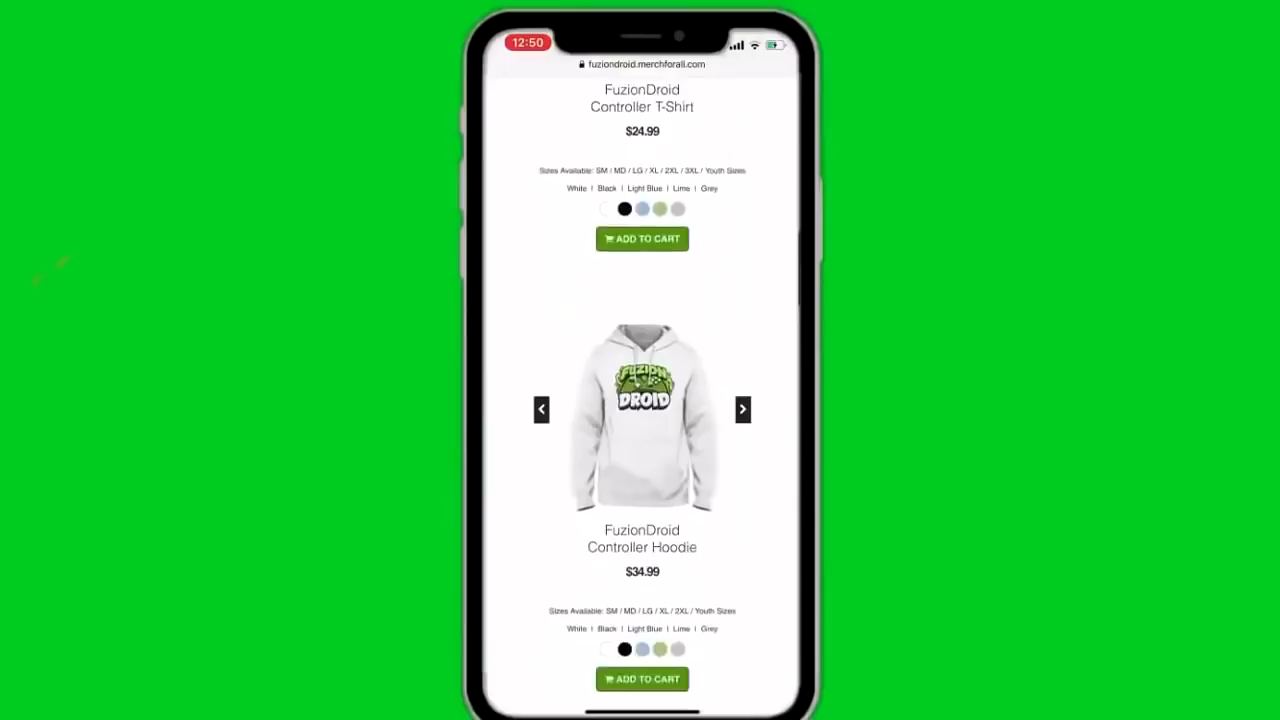 12:50
fuziondroid.merchforall.com
FuzionDroid
Controller T-Shirt
$24.99
Sizes Available: SM / MD / LG / XL / 2XL / 3XL / Youth Sizes
White | Black | Light Blue | Lime | Grey
ADD TO CART
FUZION
DROID
FuzionDroid
Controller Hoodie
$34.99
Sizes Available: SM / MD / LG / XL / 2XL / Youth Sizes
White | Black | Light Blue | Lime | Grey
ADD TO CART